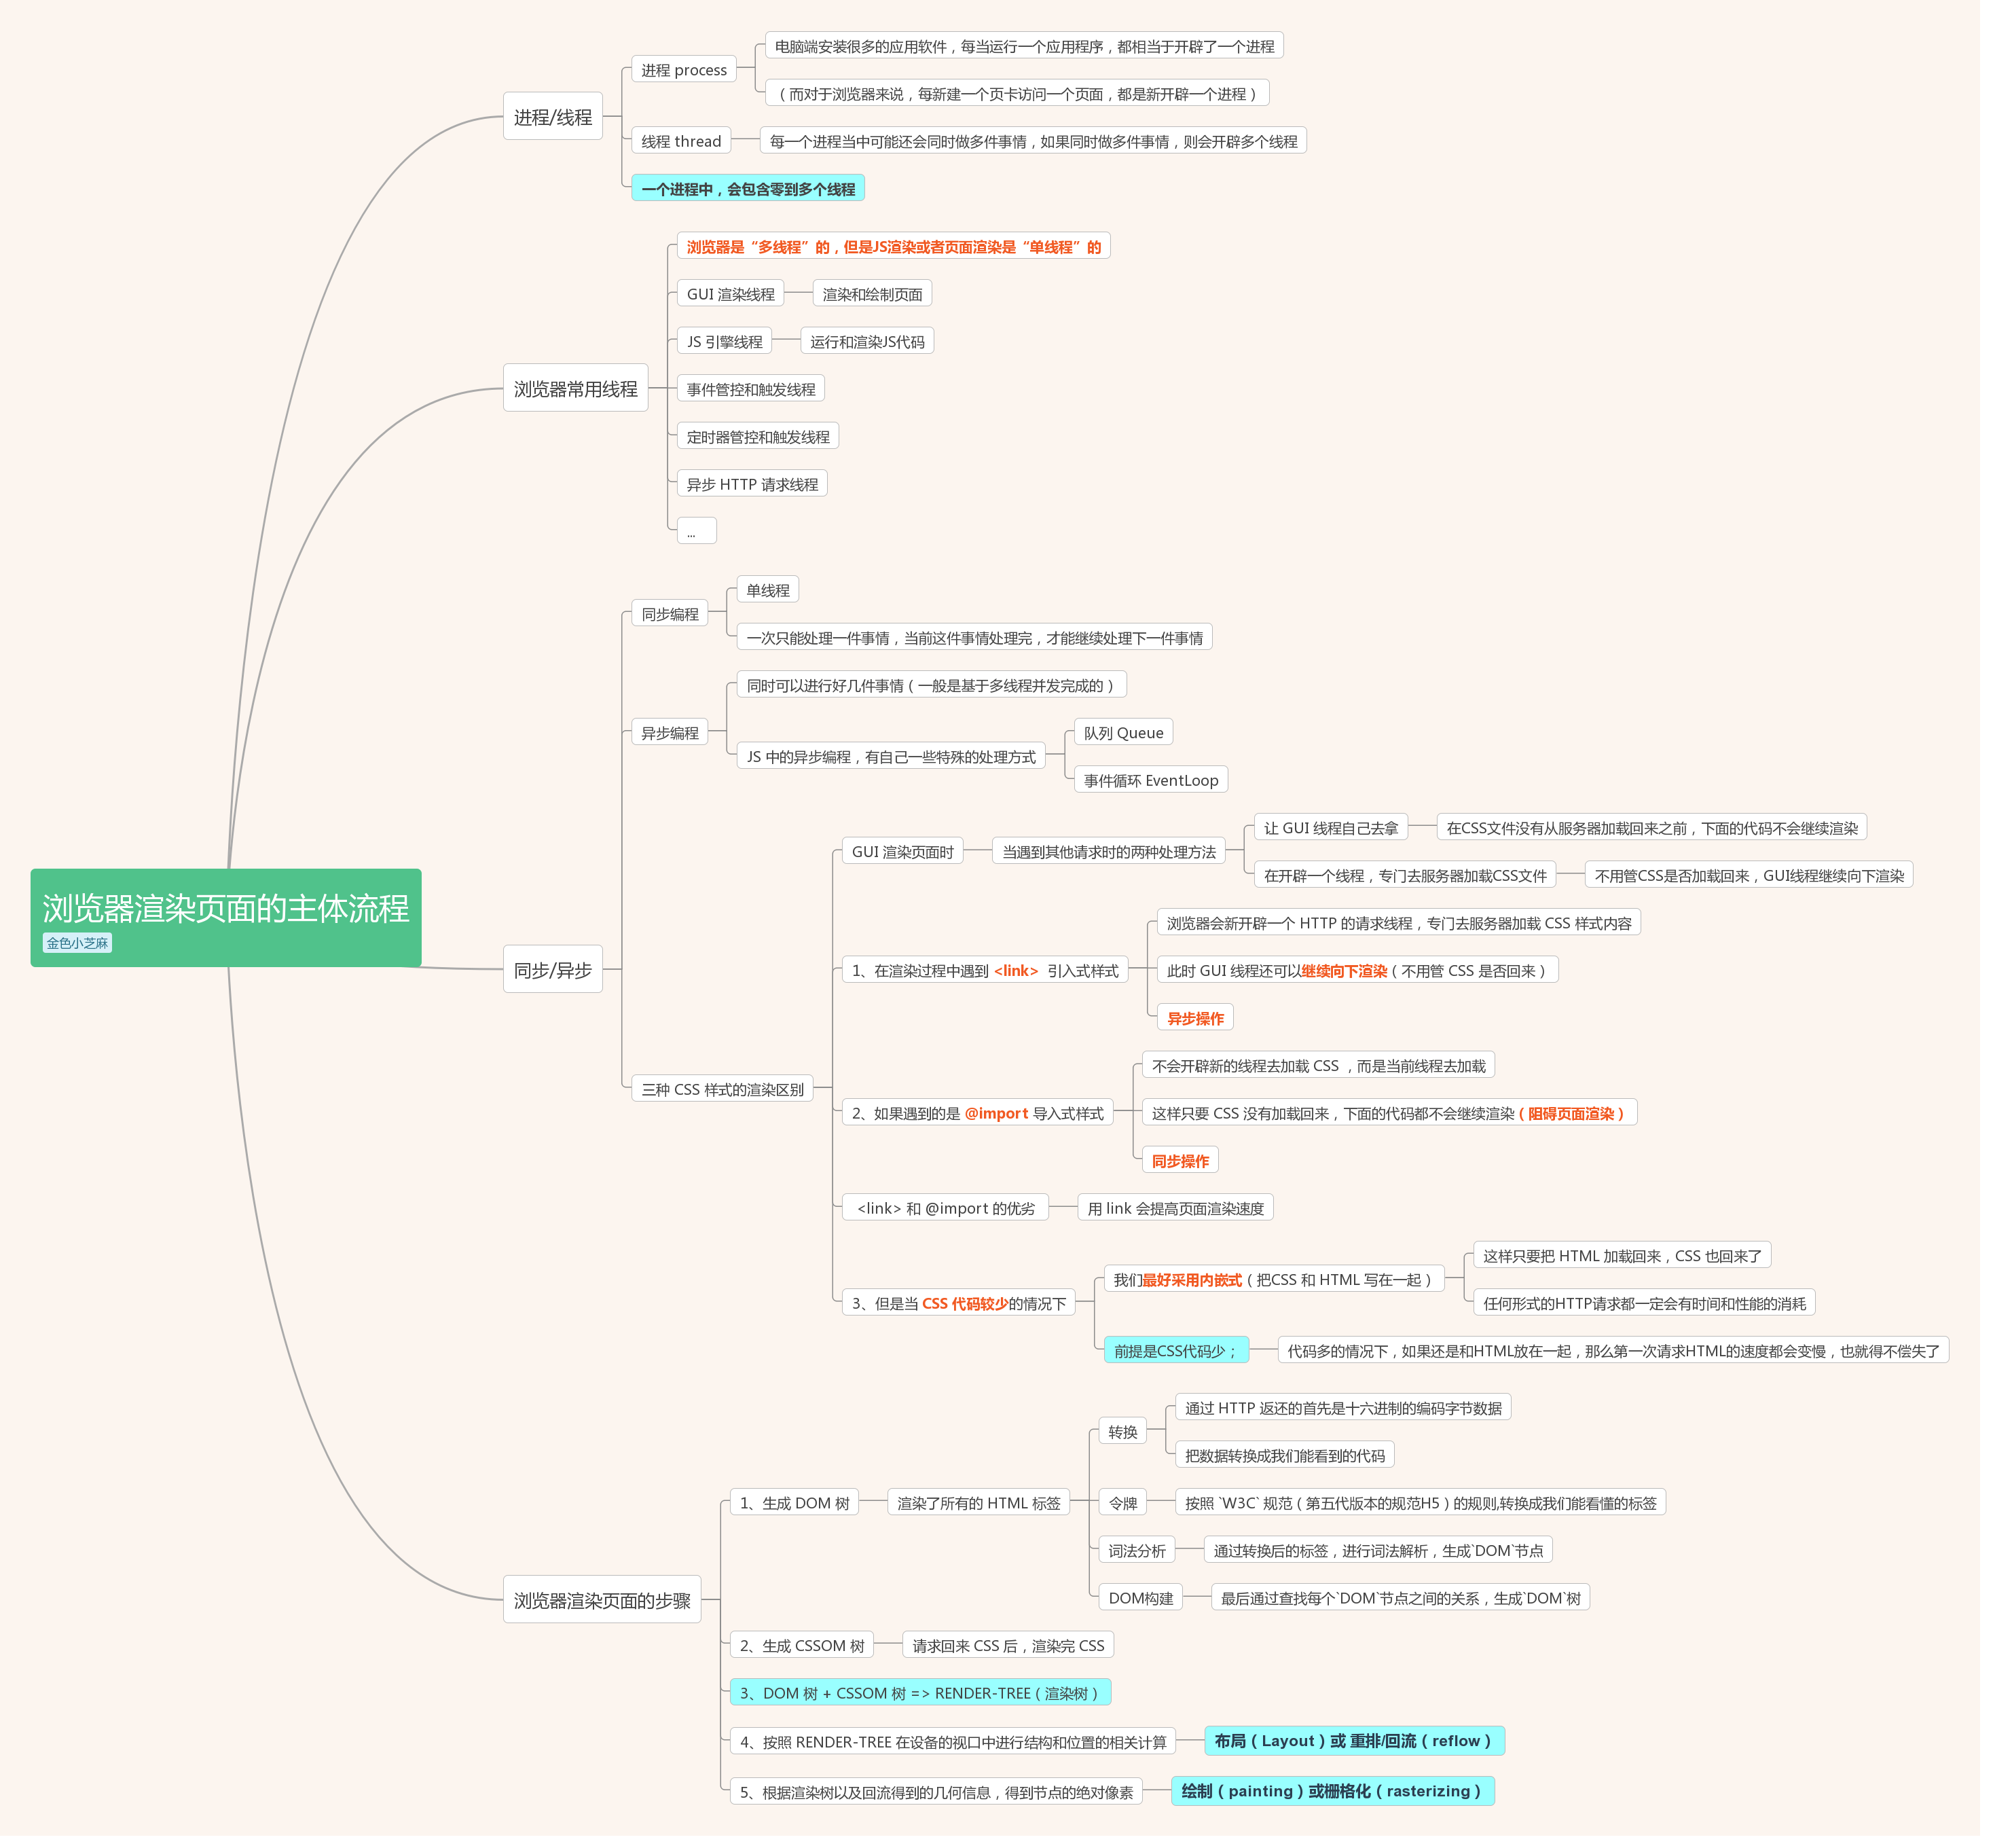 浏览器渲染页面的主体流程
金色小芝麻
进程/线程
进程 process
电脑端安装很多的应用软件，每当运行一个应用程序，都相当于开辟了一个进程
（而对于浏览器来说，每新建一个页卡访问一个页面，都是新开辟一个进程）
线程 thread
每一个进程当中可能还会同时做多件事情，如果同时做多件事情，则会开辟多个线程
一个进程中，会包含零到多个线程
浏览器常用线程
浏览器是“多线程”的，但是JS渲染或者页面渲染是“单线程”的
GUI 渲染线程
渲染和绘制页面
JS 引擎线程
运行和渲染JS代码
事件管控和触发线程
定时器管控和触发线程
异步 HTTP 请求线程
...
同步/异步
同步编程
单线程
一次只能处理一件事情，当前这件事情处理完，才能继续处理下一件事情
异步编程
同时可以进行好几件事情（一般是基于多线程并发完成的）
JS 中的异步编程，有自己一些特殊的处理方式
队列 Queue
事件循环 EventLoop
三种 CSS 样式的渲染区别
GUI 渲染页面时
当遇到其他请求时的两种处理方法
让 GUI 线程自己去拿
在CSS文件没有从服务器加载回来之前，下面的代码不会继续渲染
在开辟一个线程，专门去服务器加载CSS文件
不用管CSS是否加载回来，GUI线程继续向下渲染
1、在渲染过程中遇到 <link> 引入式样式
浏览器会新开辟一个 HTTP 的请求线程，专门去服务器加载 CSS 样式内容
此时 GUI 线程还可以继续向下渲染（不用管 CSS 是否回来）
异步操作
2、如果遇到的是 @import 导入式样式
不会开辟新的线程去加载 CSS ，而是当前线程去加载
这样只要 CSS 没有加载回来，下面的代码都不会继续渲染（阻碍页面渲染）
同步操作
<link> 和 @import 的优劣
用 link 会提高页面渲染速度
3、但是当 CSS 代码较少的情况下
我们最好采用内嵌式（把CSS 和 HTML 写在一起）
这样只要把 HTML 加载回来，CSS 也回来了
任何形式的HTTP请求都一定会有时间和性能的消耗
前提是CSS代码少；
代码多的情况下，如果还是和HTML放在一起，那么第一次请求HTML的速度都会变慢，也就得不偿失了
浏览器渲染页面的步骤
1、生成 DOM 树
渲染了所有的 HTML 标签
转换
通过 HTTP 返还的首先是十六进制的编码字节数据
把数据转换成我们能看到的代码
令牌
按照 `W3C` 规范（第五代版本的规范H5）的规则,转换成我们能看懂的标签
词法分析
通过转换后的标签，进行词法解析，生成`DOM`节点
DOM构建
最后通过查找每个`DOM`节点之间的关系，生成`DOM`树
2、生成 CSSOM 树
请求回来 CSS 后，渲染完 CSS
3、DOM 树 + CSSOM 树 => RENDER-TREE（渲染树）
4、按照 RENDER-TREE 在设备的视口中进行结构和位置的相关计算
布局（Layout）或 重排/回流（reflow）
5、根据渲染树以及回流得到的几何信息，得到节点的绝对像素
绘制（painting）或栅格化（rasterizing）